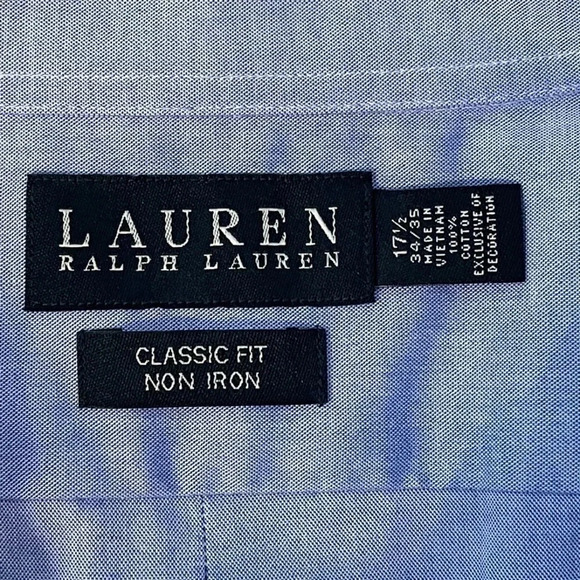 LAUREN
RALPH LAUREN
17½
34/35
MADE IN
VIETNAM
100%
COTTON
EXCLUSIVE OF
DECORATION
CLASSIC FIT
NON IRON